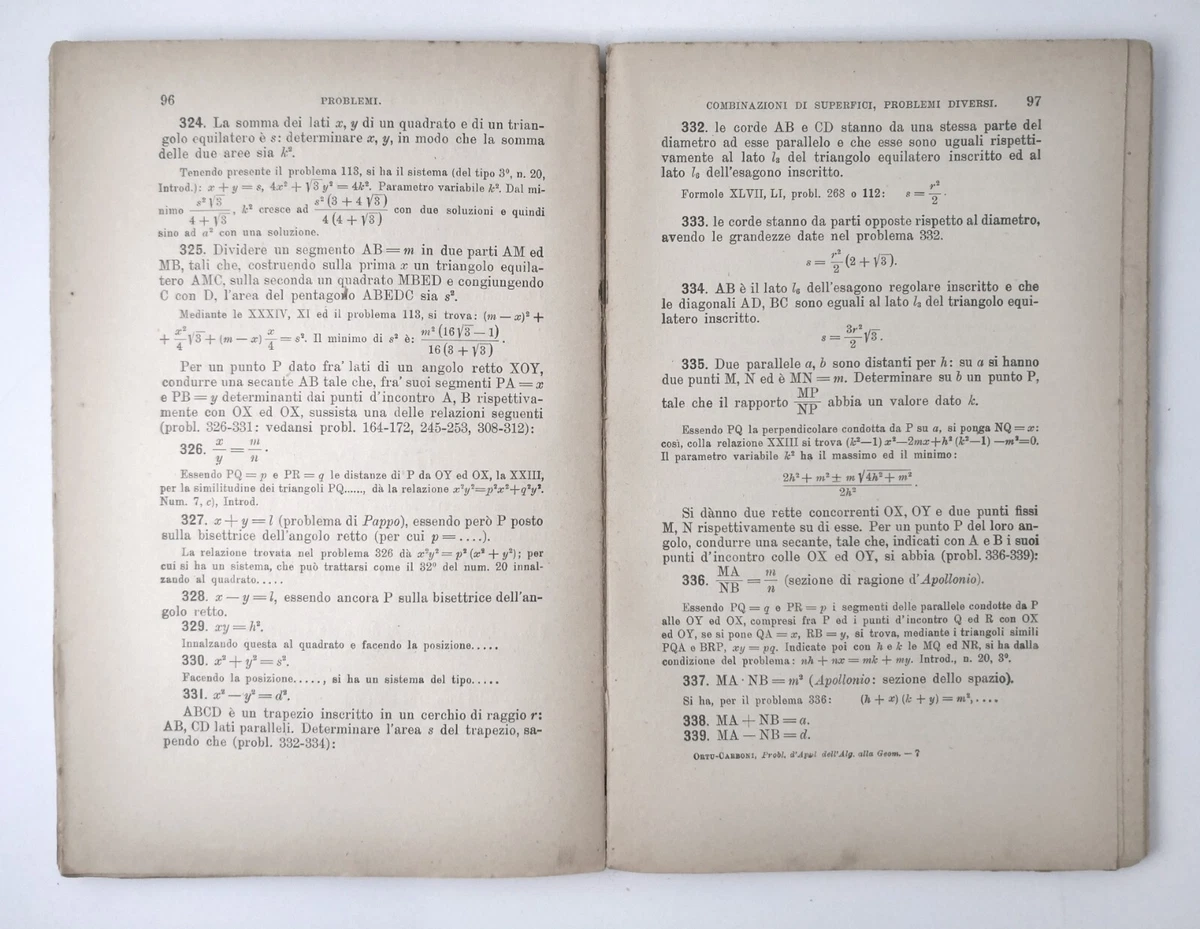 96 PROBLEMI.
324. La somma dei lati x, y di un quadrato e di un trian-
golo equilatero è s: determinare x, y, in modo che la somma
delle due aree sia k².
Tenendo presente il problema 113, si ha il sistema (del tipo 3°, n. 20,
Introd.): x + y = s, 4x² + √3 y² = 4k². Parametro variabile k². Dal mi-
nimo s²√3 / 4 + √3, k² cresce ad s² (3 + 4 √3) / 4 (4 + √3) con due soluzioni e quindi
sino ad a² con una soluzione.
325. Dividere un segmento AB = m in due parti AM ed
MB, tali che, costruendo sulla prima x un triangolo equila-
tero AMC, sulla seconda un quadrato MBED e congiungendo
C con D, l'area del pentagono ABEDC sia s².
Mediante le XXXIV, XI ed il problema 113, si trova: (m — x)² +
+ x²/4 √3 + (m — x) x/4 = s². Il minimo di s² è: m² (16√3 — 1) / 16 (3 + √3).
Per un punto P dato fra' lati di un angolo retto XOY,
condurre una secante AB tale che, fra' suoi segmenti PA = x
e PB = y determinanti dai punti d'incontro A, B rispettiva-
mente con OX ed OX, sussista una delle relazioni seguenti
(probl. 326-331: vedansi probl. 164-172, 245-253, 308-312):
326. x/y = m/n.
Essendo PQ = p e PR = q le distanze di P da OY ed OX, la XXIII,
per la similitudine dei triangoli PQ....., dà la relazione x²y²=p²x²+q²y².
Num. 7, c), Introd.
327. x + y = l (problema di Pappo), essendo però P posto
sulla bisettrice dell'angolo retto (per cui p = ....).
La relazione trovata nel problema 326 dà x²y² = p² (x² + y²); per
cui si ha un sistema, che può trattarsi come il 32° del num. 20 innal-
zando al quadrato.....
328. x — y = l, essendo ancora P sulla bisettrice dell'an-
golo retto.
329. xy = h².
Innalzando questa al quadrato e facendo la posizione.....
330. x² + y² = s².
Facendo la posizione....., si ha un sistema del tipo.....
331. x² — y² = d².
ABCD è un trapezio inscritto in un cerchio di raggio r:
AB, CD lati paralleli. Determinare l'area s del trapezio, sa-
pendo che (probl. 332-334):
COMBINAZIONI DI SUPERFICI, PROBLEMI DIVERSI. 97
332. le corde AB e CD stanno da una stessa parte del
diametro ad esse parallelo e che esse sono uguali rispetti-
vamente al lato l₃ del triangolo equilatero inscritto ed al
lato l₆ dell'esagono inscritto.
Formole XLVII, LI, probl. 268 o 112: s = r²/2.
333. le corde stanno da parti opposte rispetto al diametro,
avendo le grandezze date nel problema 332.
s = r²/2 (2 + √3).
334. AB è il lato l₆ dell'esagono regolare inscritto e che
le diagonali AD, BC sono eguali al lato l₃ del triangolo equi-
latero inscritto.
s = 3r²/2 √3.
335. Due parallele a, b sono distanti per h: su a si hanno
due punti M, N ed è MN = m. Determinare su b un punto P,
tale che il rapporto MP/NP abbia un valore dato k.
Essendo PQ la perpendicolare condotta da P su a, si ponga NQ = x:
così, colla relazione XXIII si trova (k²—1) x²—2mx+h² (k²—1) —m²=0.
Il parametro variabile k² ha il massimo ed il minimo:
2h² + m² ± m √4h² + m² / 2h².
Si dànno due rette concorrenti OX, OY e due punti fissi
M, N rispettivamente su di esse. Per un punto P del loro an-
golo, condurre una secante, tale che, indicati con A e B i suoi
punti d'incontro colle OX ed OY, si abbia (probl. 336-339):
336. MA/NB = m/n (sezione di ragione d'Apollonio).
Essendo PQ = q e PR = p i segmenti delle parallele condotte da P
alle OY ed OX, compresi fra P ed i punti d'incontro Q ed R con OX
ed OY, se si pone QA = x, RB = y, si trova, mediante i triangoli simili
PQA e BRP, xy = pq. Indicate poi con h e k le MQ ed NR, si ha dalla
condizione del problema: nh + nx = mk + my. Introd., n. 20, 3°.
337. MA · NB = m² (Apollonio: sezione dello spazio).
Si ha, per il problema 336: (h + x) (k + y) = m², ....
338. MA + NB = a.
339. MA — NB = d.
ORTU-CARBONI, Probl. d'Apul dell'Alg. alla Geom. — 7